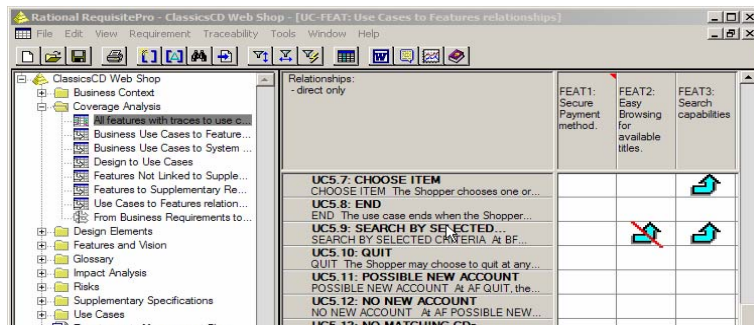 Rational RequisitePro - ClassicsCD Web Shop - [UC-FEAT: Use Cases to Features relationships]
File Edit View Requirement Traceability Tools Window Help
ClassicsCD Web Shop
Business Context
Coverage Analysis
All features with traces to use c...
Business Use Cases to Feature...
Business Use Cases to System ...
Design to Use Cases
Features Not Linked to Supple...
Features to Supplementary Re...
Use Cases to Features relation...
From Business Requirements to...
Design Elements
Features and Vision
Glossary
Impact Analysis
Risks
Supplementary Specifications
Use Cases
Relationships:
- direct only
FEAT1:
Secure
Payment
method.
FEAT2:
Easy
Browsing
for
available
titles.
FEAT3:
Search
capabilities
UC5.7: CHOOSE ITEM
CHOOSE ITEM The Shopper chooses one or...
UC5.8: END
END The use case ends when the Shopper...
UC5.9: SEARCH BY SELECTED...
SEARCH BY SELECTED CRITERIA At BF...
UC5.10: QUIT
QUIT The Shopper may choose to quit at any...
UC5.11: POSSIBLE NEW ACCOUNT
POSSIBLE NEW ACCOUNT At AF QUIT, the...
UC5.12: NO NEW ACCOUNT
NO NEW ACCOUNT At AF POSSIBLE NEW...
UC5.13: NO MATCHING CDs